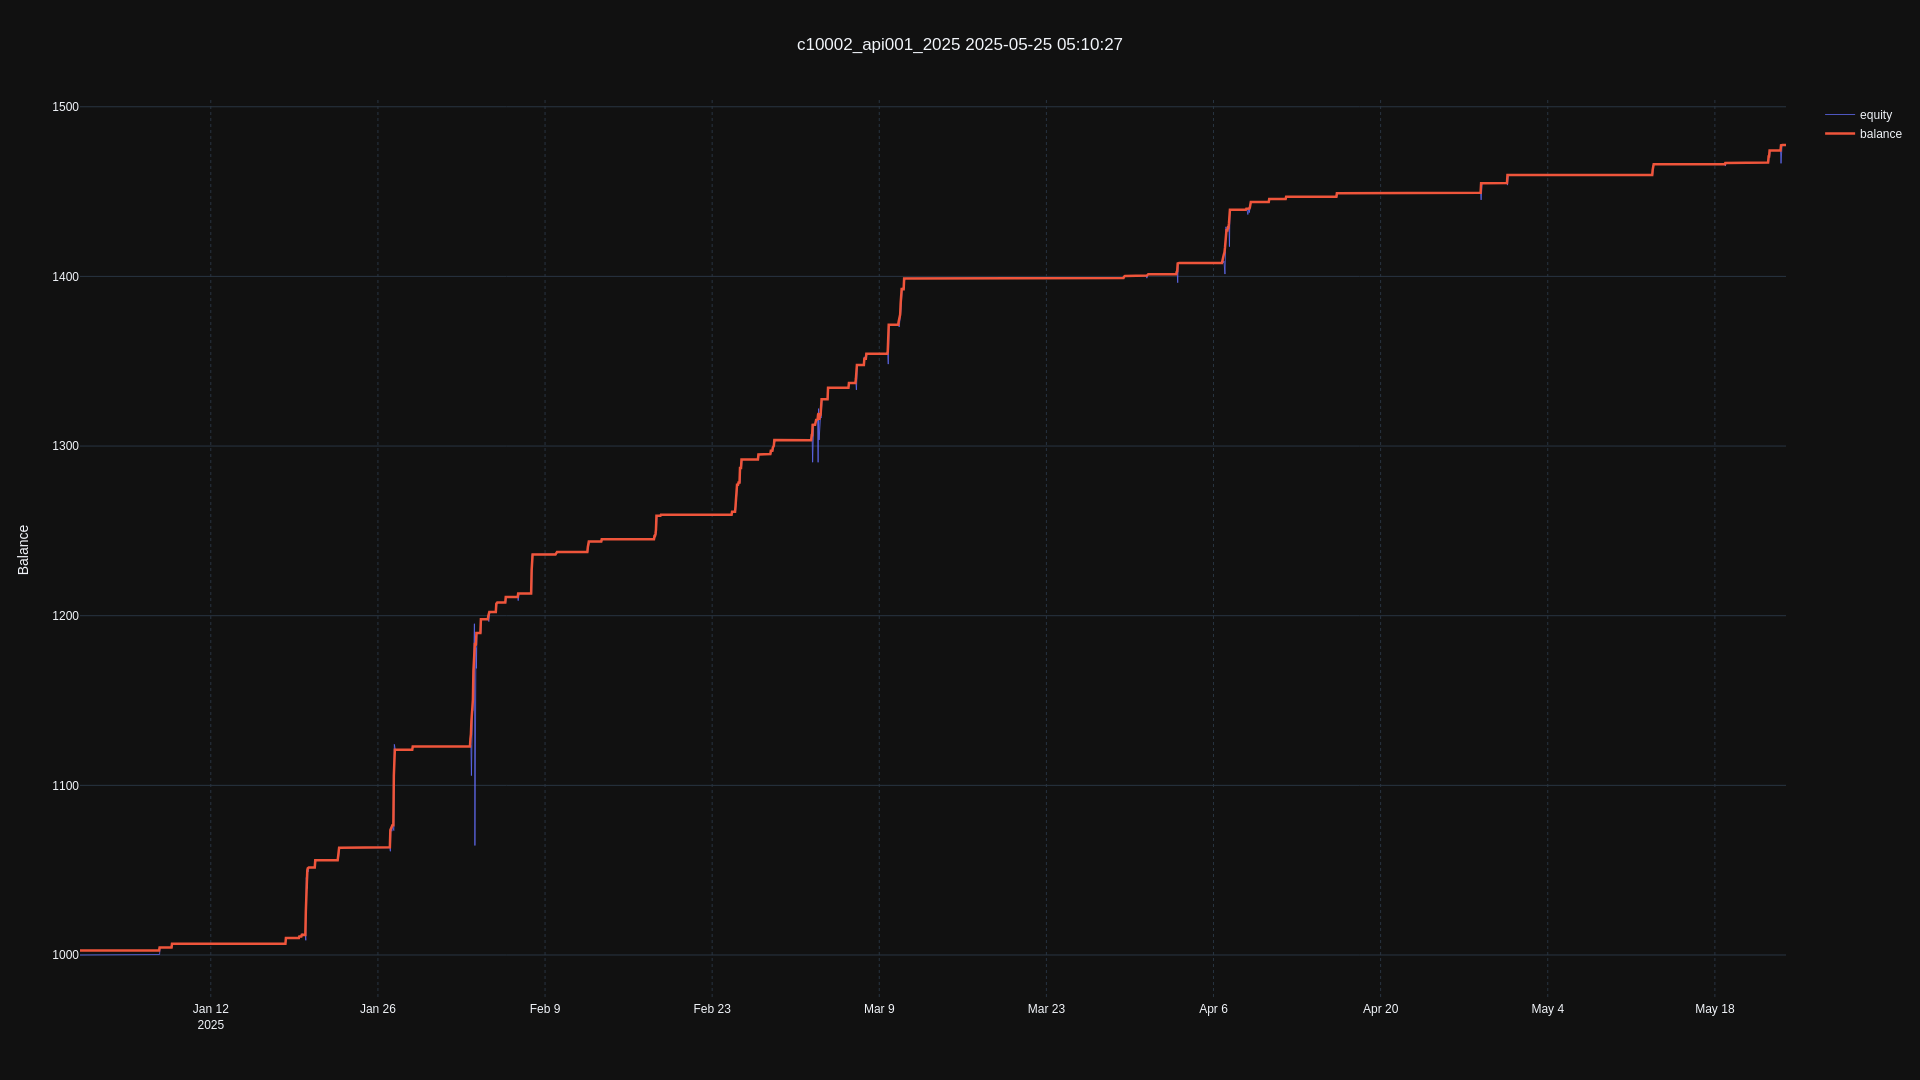 c10002_api001_2025 2025-05-25 05:10:27
equity
balance
Balance
1500
1400
1300
1200
1100
1000
Jan 12
2025
Jan 26
Feb 9
Feb 23
Mar 9
Mar 23
Apr 6
Apr 20
May 4
May 18